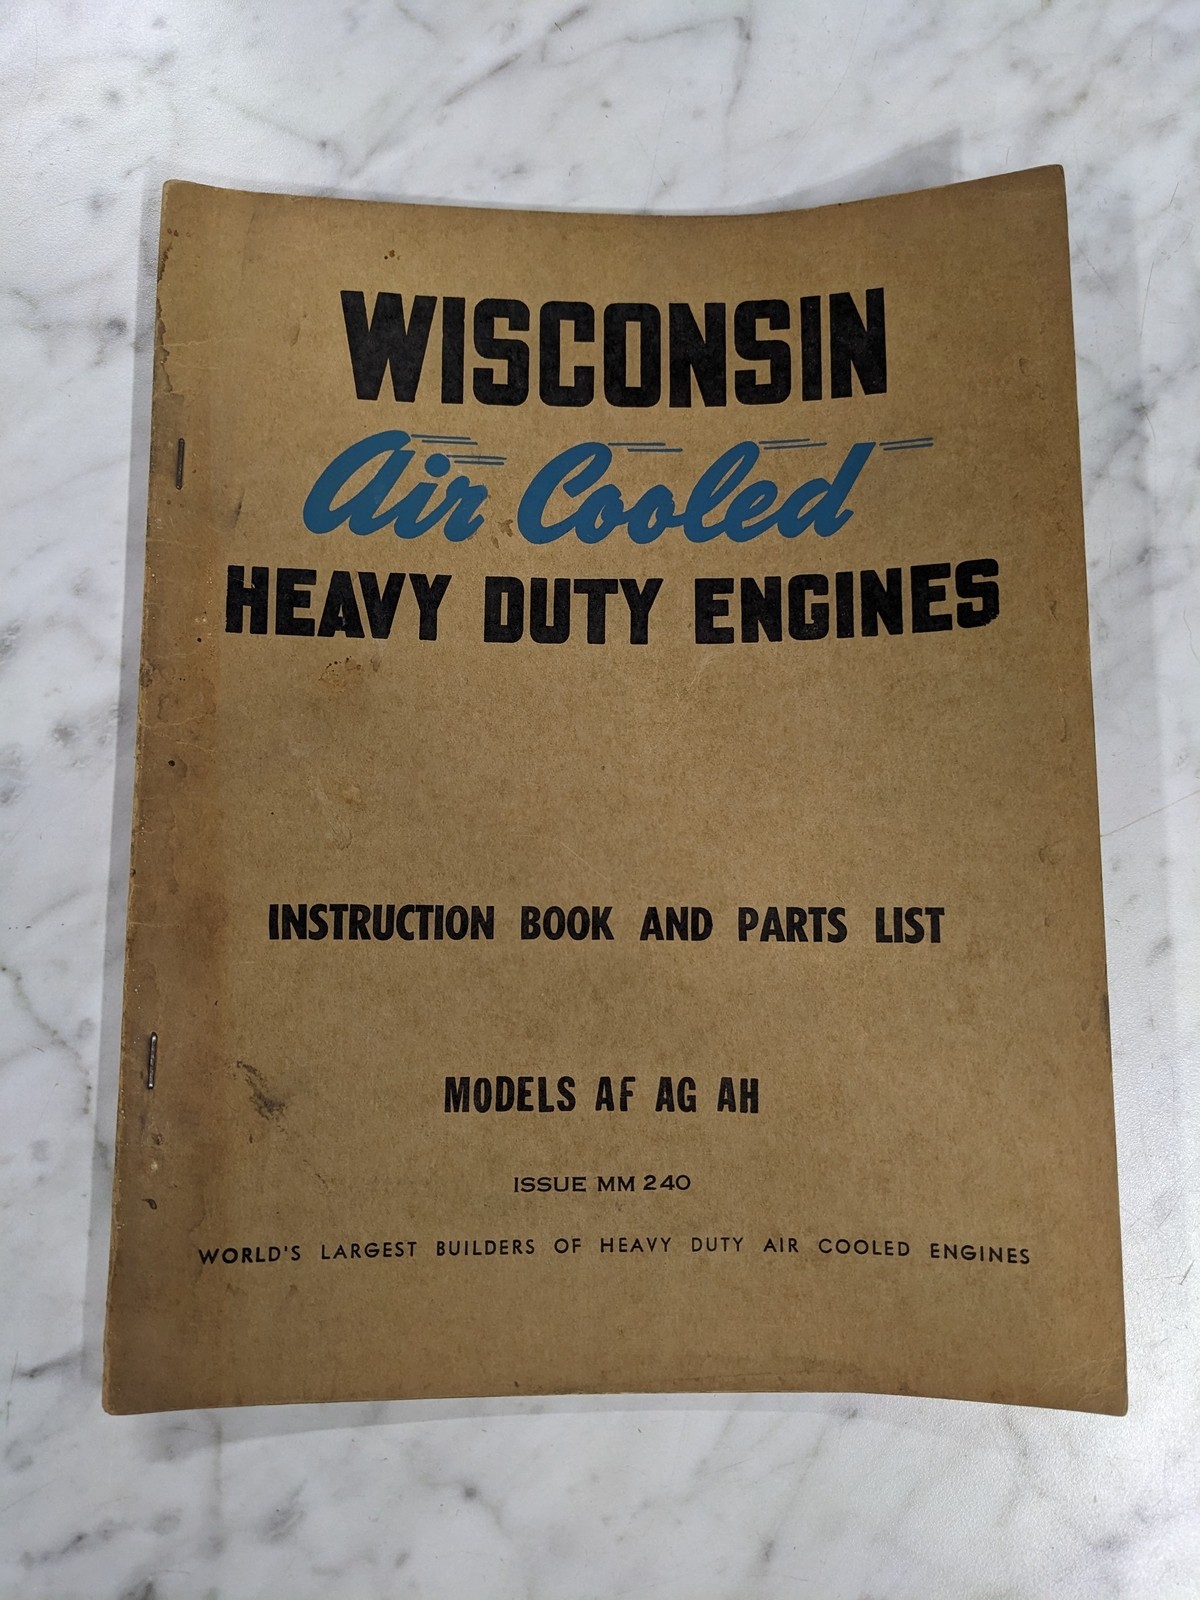 WISCONSIN
Air Cooled
HEAVY DUTY ENGINES
INSTRUCTION BOOK AND PARTS LIST
MODELS AF AG AH
ISSUE MM 240
WORLD'S LARGEST BUILDERS OF HEAVY DUTY AIR COOLED ENGINES